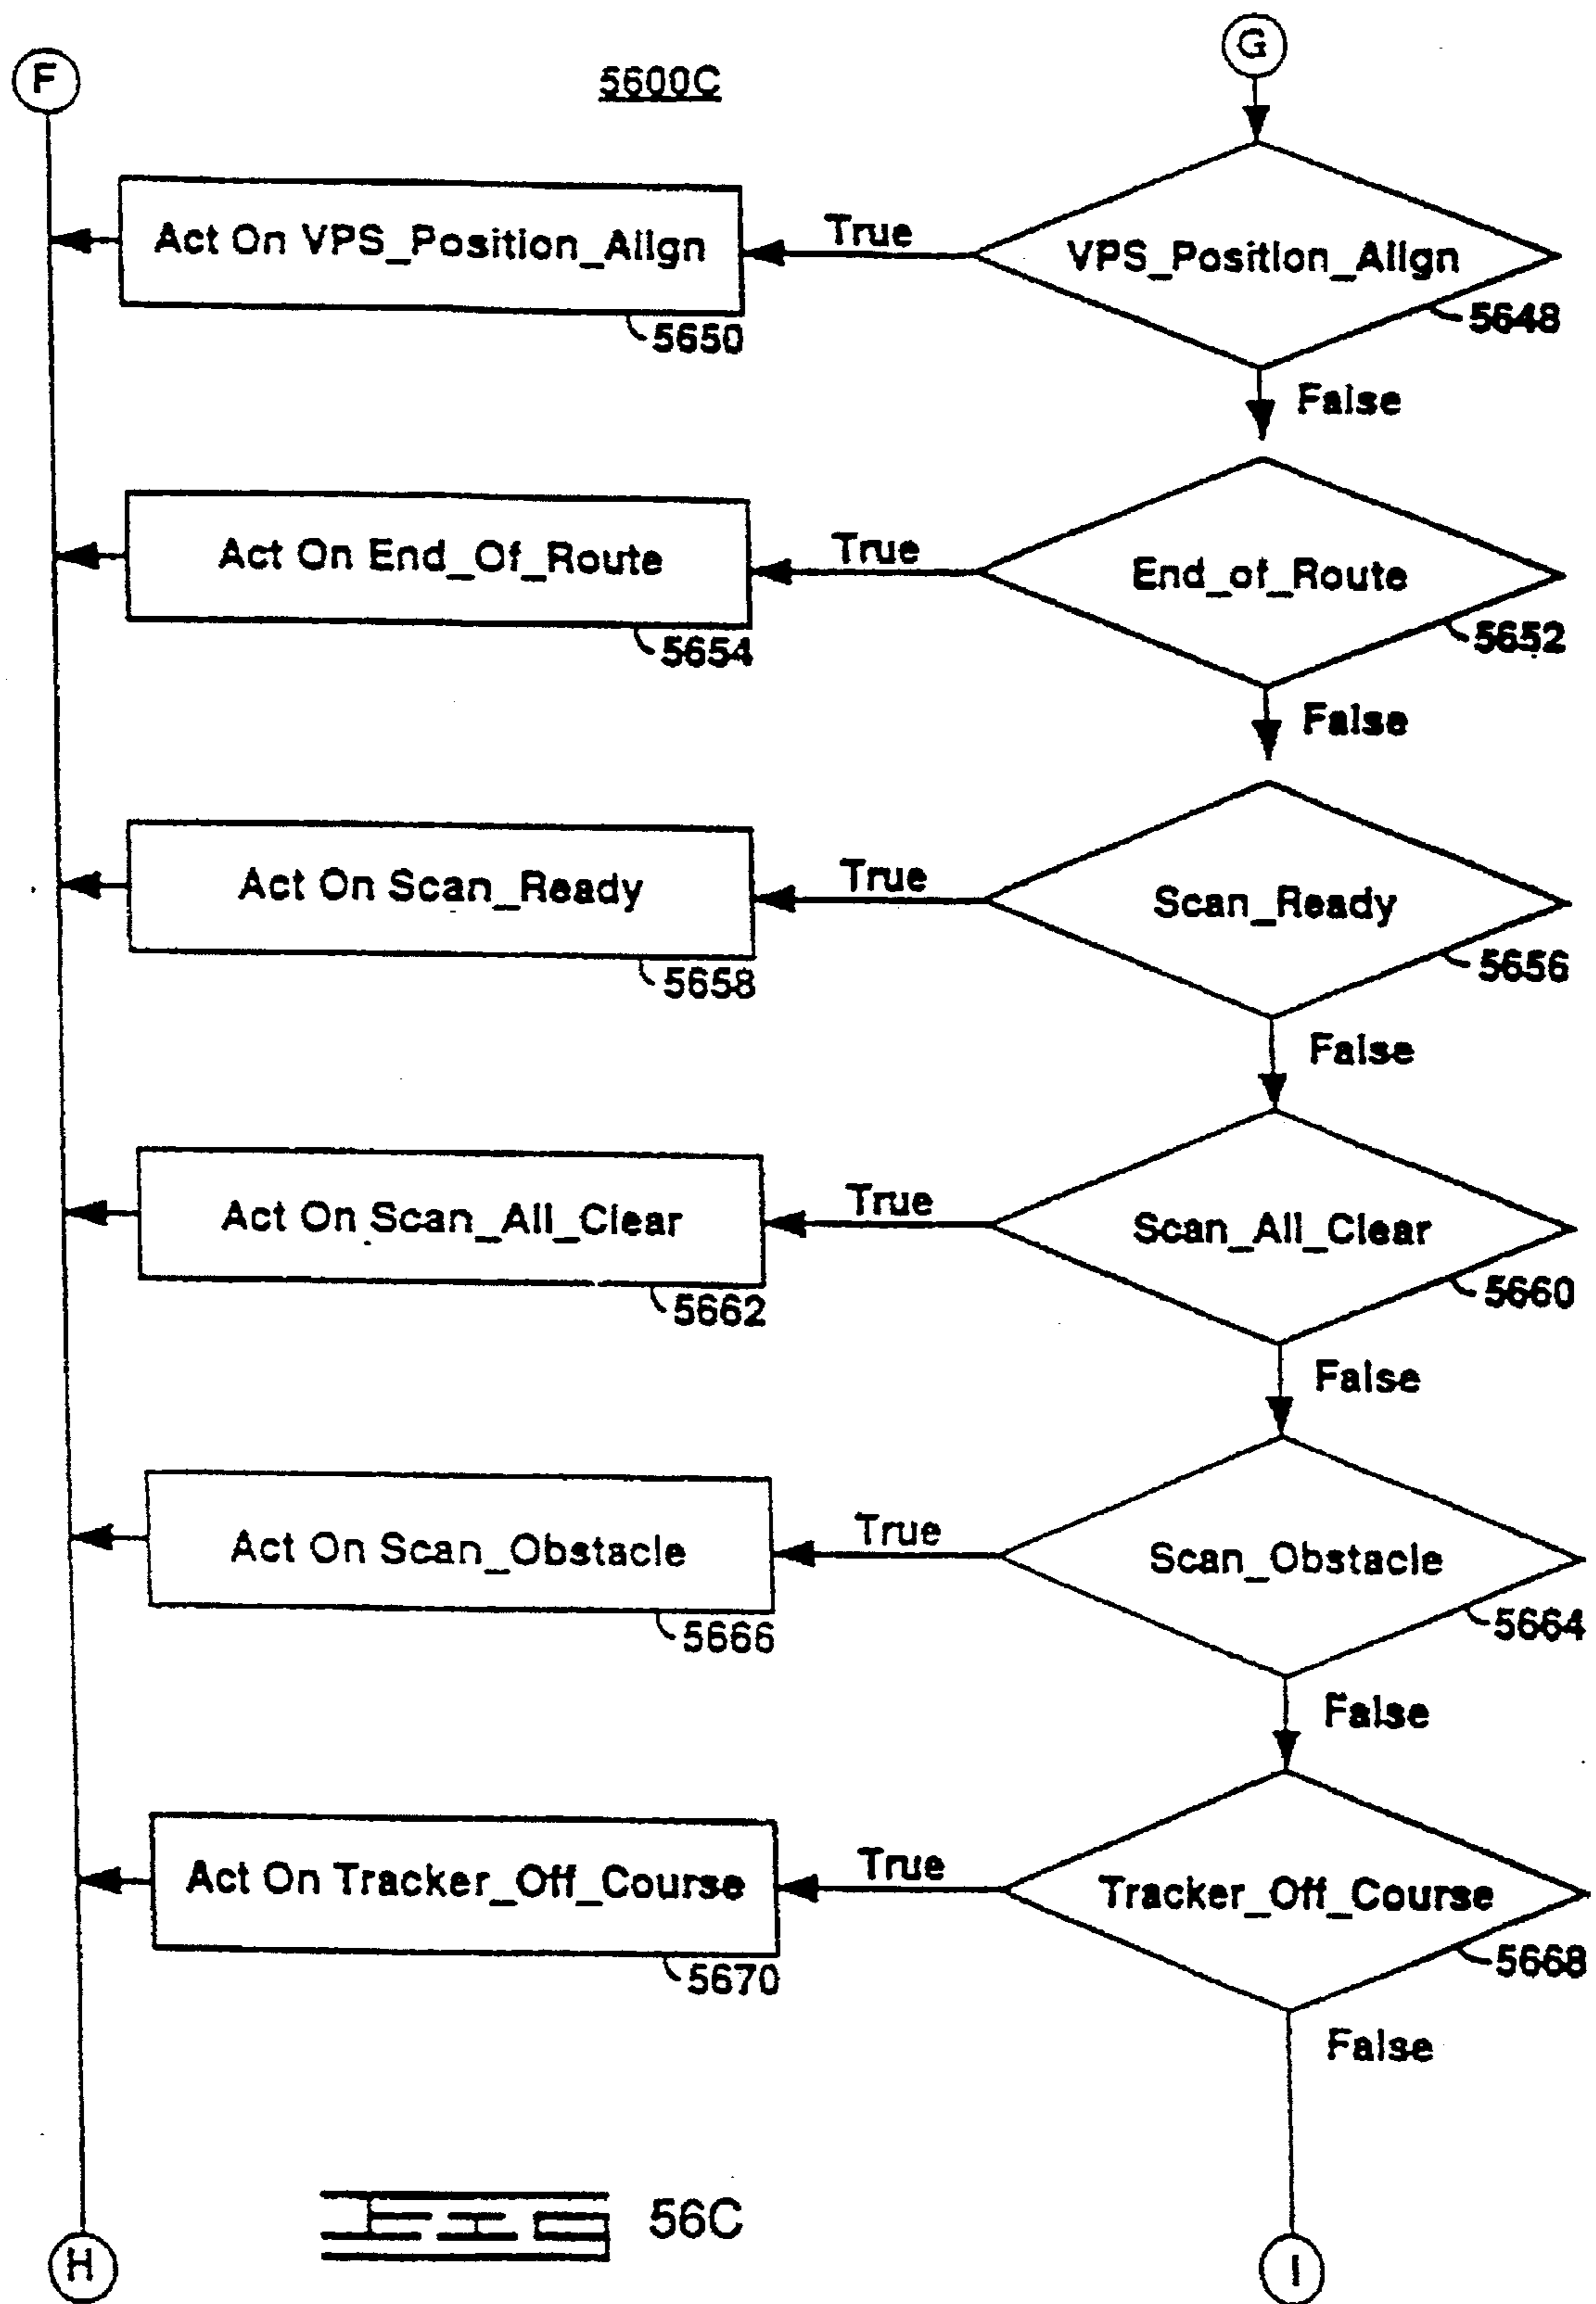 F
5600C
G
Act On VPS_Position_Align
True
VPS_Position_Align
5650
5648
False
Act On End_Of_Route
True
End_of_Route
5654
5652
False
Act On Scan_Ready
True
Scan_Ready
5658
5656
False
Act On Scan_All_Clear
True
Scan_All_Clear
5662
5660
False
Act On Scan_Obstacle
True
Scan_Obstacle
5666
5664
False
Act On Tracker_Off_Course
True
Tracker_Off_Course
5670
5668
False
FIG 56C
H
I